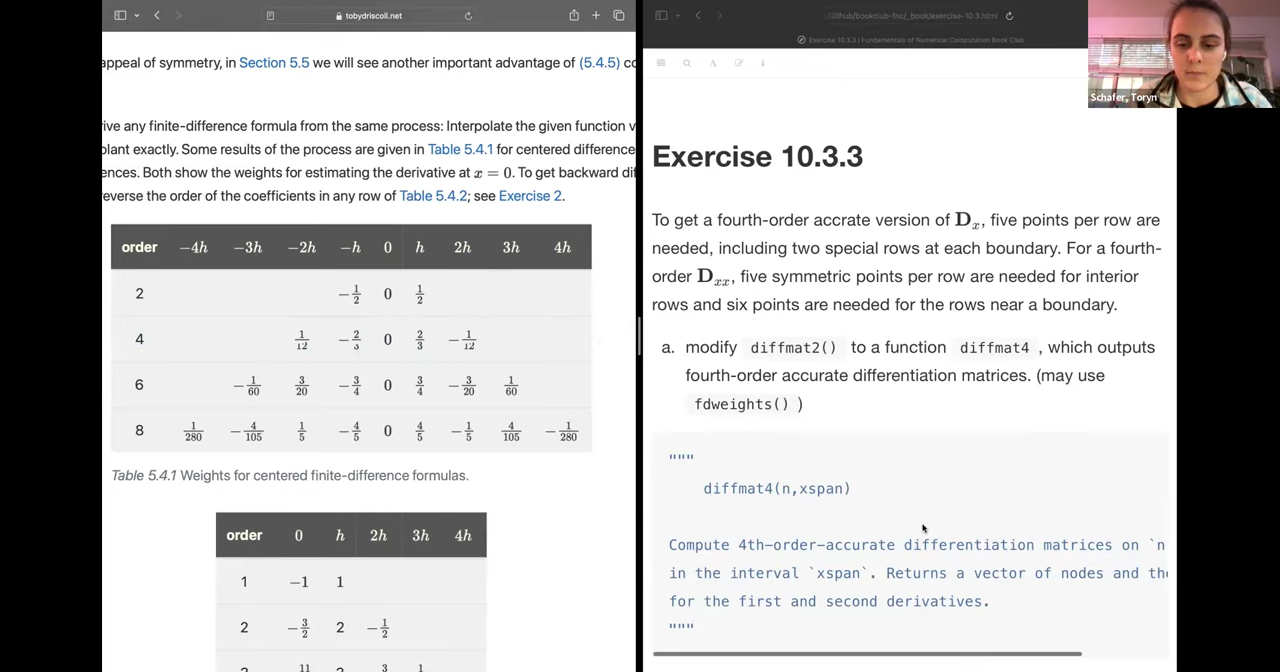 tobydriscoll.net
appeal of symmetry, in Section 5.5 we will see another important advantage of (5.4.5) co
rive any finite-difference formula from the same process: Interpolate the given function v
plant exactly. Some results of the process are given in Table 5.4.1 for centered difference
ences. Both show the weights for estimating the derivative at x = 0. To get backward dif
reverse the order of the coefficients in any row of Table 5.4.2; see Exercise 2.
order −4h −3h −2h −h 0 h 2h 3h 4h
2 −1/2 0 1/2
4 1/12 −2/3 0 2/3 −1/12
6 −1/60 3/20 −3/4 0 3/4 −3/20 1/60
8 1/280 −4/105 1/5 −4/5 0 4/5 −1/5 4/105 −1/280
Table 5.4.1 Weights for centered finite-difference formulas.
order 0 h 2h 3h 4h
1 −1 1
2 −3/2 2 −1/2
/Github/bookclub-fnc/_book/exercise-10.3.html
Exercise 10.3.3 | Fundamentals of Numerical Computation Book Club
Schafer, Toryn
Exercise 10.3.3
To get a fourth-order accrate version of Dx, five points per row are
needed, including two special rows at each boundary. For a fourth-
order Dxx, five symmetric points per row are needed for interior
rows and six points are needed for the rows near a boundary.
a. modify diffmat2() to a function diffmat4 , which outputs
fourth-order accurate differentiation matrices. (may use
fdweights() )
"""
diffmat4(n,xspan)
Compute 4th-order-accurate differentiation matrices on `n
in the interval `xspan`. Returns a vector of nodes and the
for the first and second derivatives.
"""